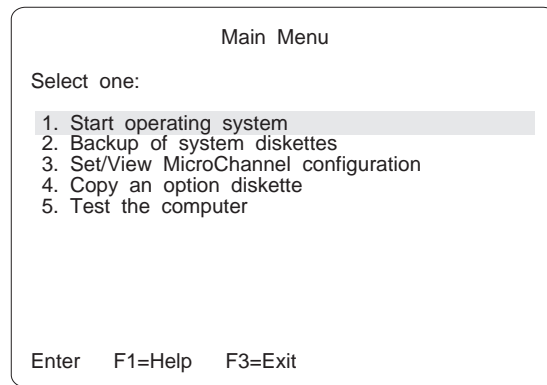 Main Menu
Select one:
1. Start operating system
2. Backup of system diskettes
3. Set/View MicroChannel configuration
4. Copy an option diskette
5. Test the computer
Enter F1=Help F3=Exit